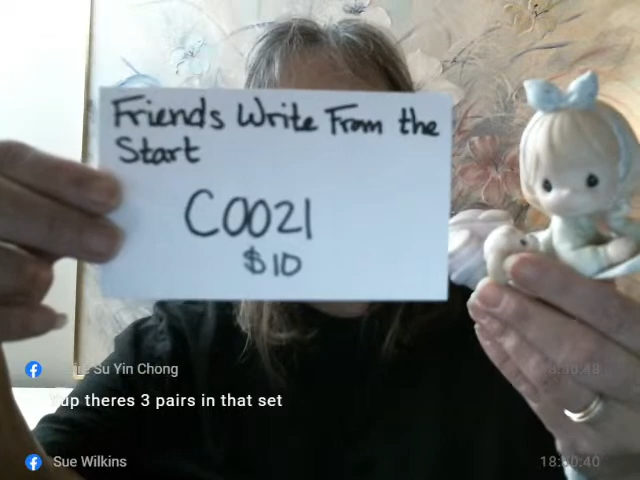 Friends Write From the
Start
C0021
$10
Su Yin Chong
18:40:48
up theres 3 pairs in that set
Sue Wilkins